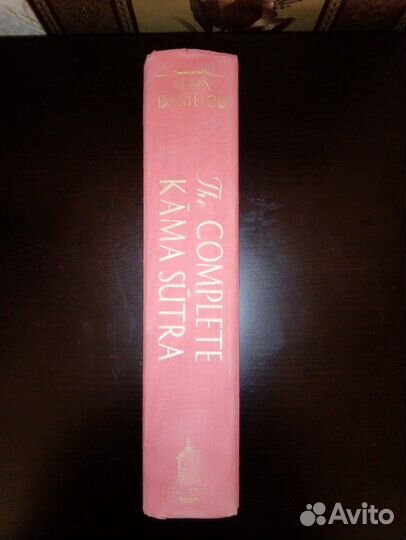 ALAIN
DANIÉLOU
The COMPLETE
KĀMA SŪTRA
Avito